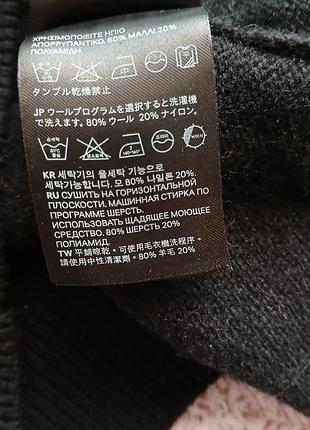 ΧΡΗΣΙΜΟΠΟΙΕΙΤΕ ΗΠΙΟ
ΑΠΟΡΡΥΠΑΝΤΙΚΟ. 80% ΜΑΛΛΙ 20%
ΠΟΛΥΑΜΙΔΗ.
タンブル乾燥禁止
JP ウールプログラムを選択すると洗濯機
で洗えます。80% ウール 20% ナイロン。
KR 세탁기의 울세탁 기능으로
세탁가능합니다. 모 80% 나일론 20%.
RU СУШИТЬ НА ГОРИЗОНТАЛЬНОЙ
ПЛОСКОСТИ. МАШИННАЯ СТИРКА ПО
ПРОГРАММЕ ШЕРСТЬ.
ИСПОЛЬЗОВАТЬ ЩАДЯЩЕЕ МОЮЩЕЕ
СРЕДСТВО. 80% ШЕРСТЬ 20%
ПОЛИАМИД.
TW 平鋪晾乾。可使用毛衣機洗程序。
請使用中性清潔劑。80% 羊毛 20%